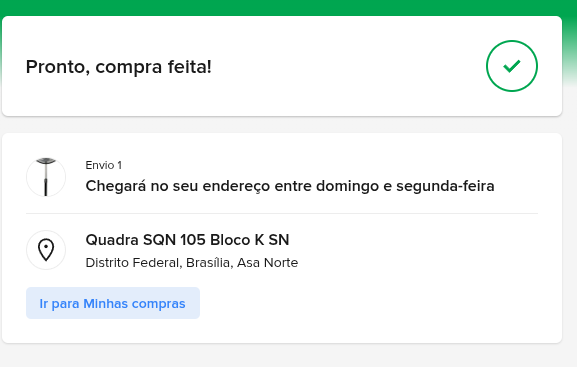 Pronto, compra feita!
Envio 1
Chegará no seu endereço entre domingo e segunda-feira
Quadra SQN 105 Bloco K SN
Distrito Federal, Brasília, Asa Norte
Ir para Minhas compras